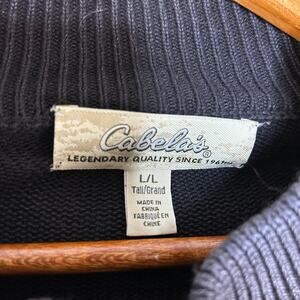 Cabela's®
LEGENDARY QUALITY SINCE 1961
L/L
Tall/Grand
MADE IN
CHINA
FABRIQUÉ EN
CHINE